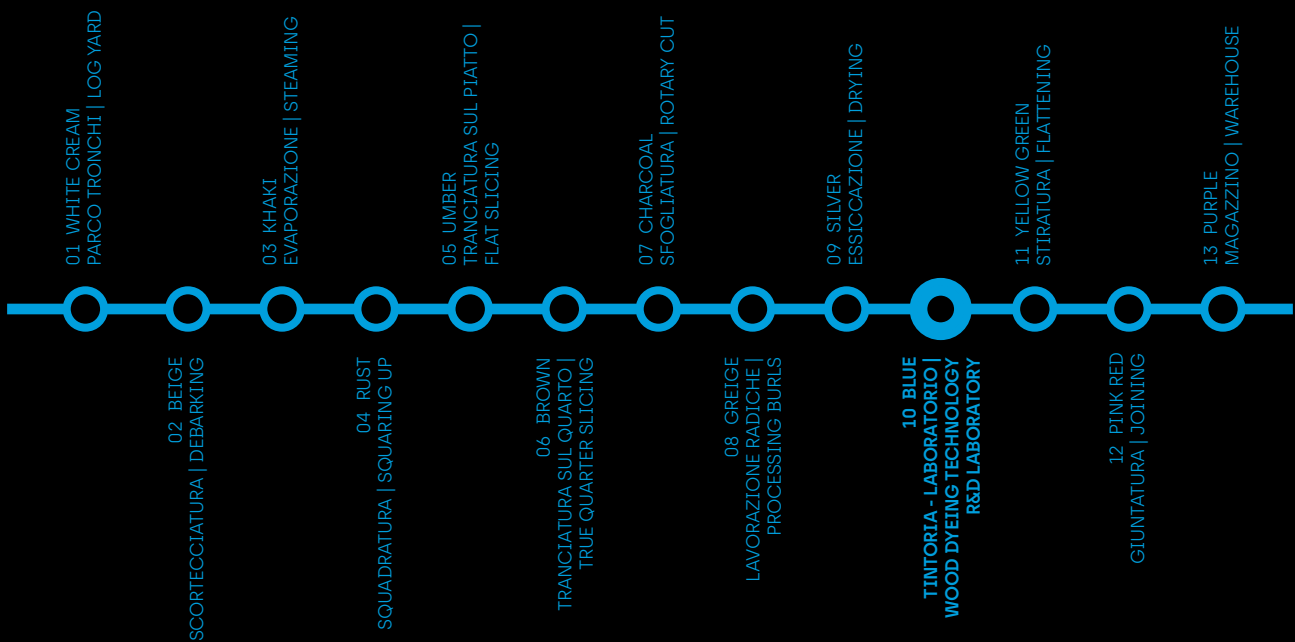 01 WHITE CREAM
PARCO TRONCHI | LOG YARD
02 BEIGE
SCORTECCIATURA | DEBARKING
03 KHAKI
EVAPORAZIONE | STEAMING
04 RUST
SQUADRATURA | SQUARING UP
05 UMBER
TRANCIATURA SUL PIATTO |
FLAT SLICING
06 BROWN
TRANCIATURA SUL QUARTO |
TRUE QUARTER SLICING
07 CHARCOAL
SFOGLIATURA | ROTARY CUT
08 GREIGE
LAVORAZIONE RADICHE |
PROCESSING BURLS
09 SILVER
ESSICCAZIONE | DRYING
10 BLUE
TINTORIA - LABORATORIO |
WOOD DYEING TECHNOLOGY
R&D LABORATORY
11 YELLOW GREEN
STIRATURA | FLATTENING
12 PINK RED
GIUNTATURA | JOINING
13 PURPLE
MAGAZZINO | WAREHOUSE